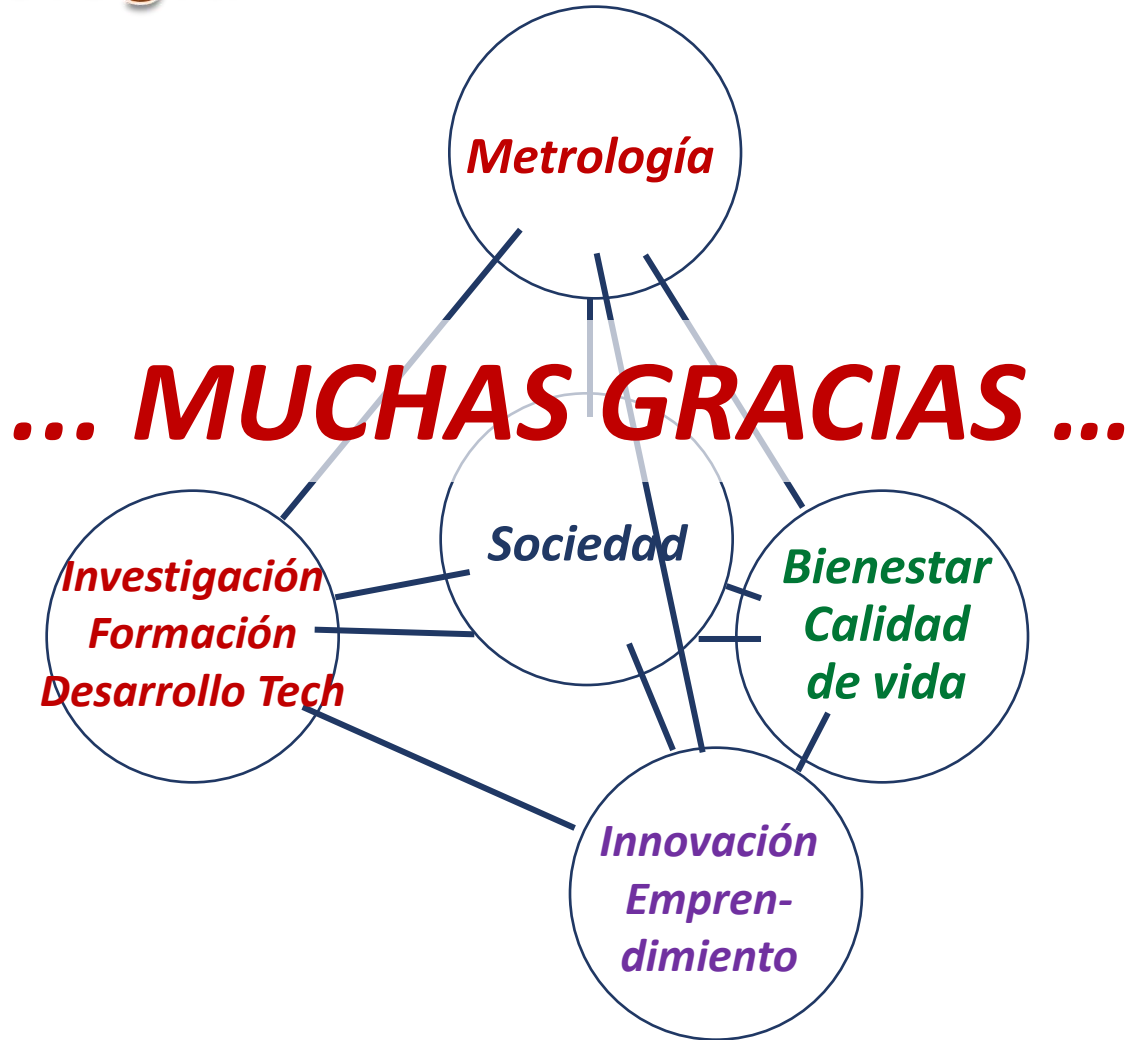 Metrología
... MUCHAS GRACIAS ...
Sociedad
Investigación
Formación
Desarrollo Tech
Bienestar
Calidad
de vida
Innovación
Empren-
dimiento